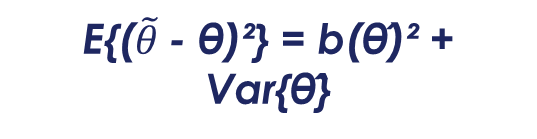 E{(θ̃ - θ)²} = b(θ̂)² +
Var{θ̂}